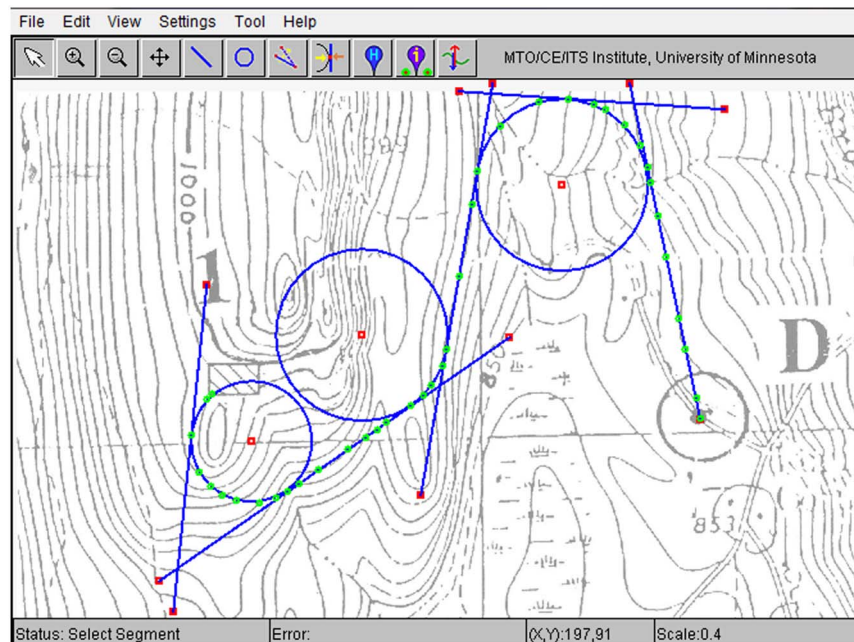 File Edit View Settings Tool Help
H 1 MTO/CE/ITS Institute, University of Minnesota
1000
1
850
D
853
Status: Select Segment Error: (X,Y):197,91 Scale:0.4